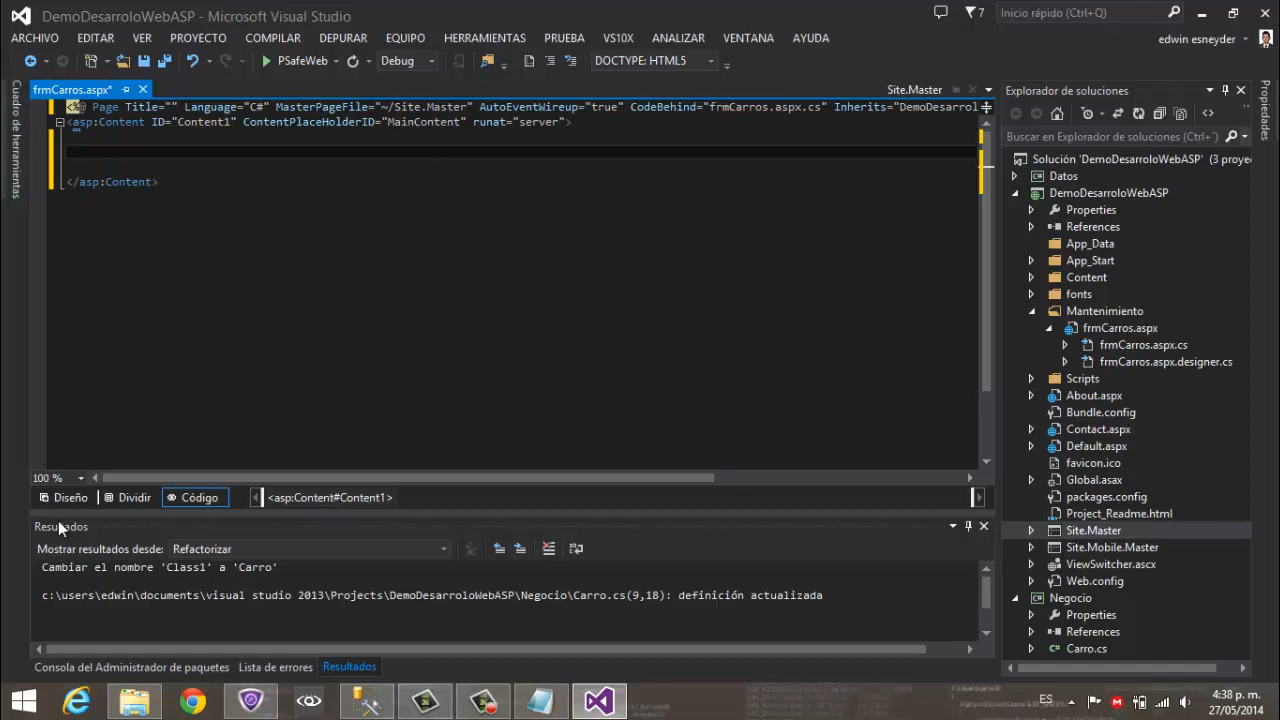 DemoDesarroloWebASP - Microsoft Visual Studio
7
Inicio rápido (Ctrl+Q)
ARCHIVO EDITAR VER PROYECTO COMPILAR DEPURAR EQUIPO HERRAMIENTAS PRUEBA VS10X ANALIZAR VENTANA AYUDA
edwin esneyder
PSafeWeb Debug DOCTYPE: HTML5
Cuadro de herramientas
frmCarros.aspx* Site.Master
<%@ Page Title="" Language="C#" MasterPageFile="~/Site.Master" AutoEventWireup="true" CodeBehind="frmCarros.aspx.cs" Inherits="DemoDesarrol
<asp:Content ID="Content1" ContentPlaceHolderID="MainContent" runat="server">
</asp:Content>
100 %
Diseño Dividir Código <asp:Content#Content1>
Resultados
Mostrar resultados desde: Refactorizar
Cambiar el nombre 'Class1' a 'Carro'
c:\users\edwin\documents\visual studio 2013\Projects\DemoDesarroloWebASP\Negocio\Carro.cs(9,18): definición actualizada
Consola del Administrador de paquetes Lista de errores Resultados
Explorador de soluciones
Buscar en Explorador de soluciones
Solución 'DemoDesarroloWebASP' (3 proye
Datos
DemoDesarroloWebASP
Properties
References
App_Data
App_Start
Content
fonts
Mantenimiento
frmCarros.aspx
frmCarros.aspx.cs
frmCarros.aspx.designer.cs
Scripts
About.aspx
Bundle.config
Contact.aspx
Default.aspx
favicon.ico
Global.asax
packages.config
Project_Readme.html
Site.Master
Site.Mobile.Master
ViewSwitcher.ascx
Web.config
Negocio
Properties
References
Carro.cs
Propiedades
ES
4:38 p. m.
27/05/2014